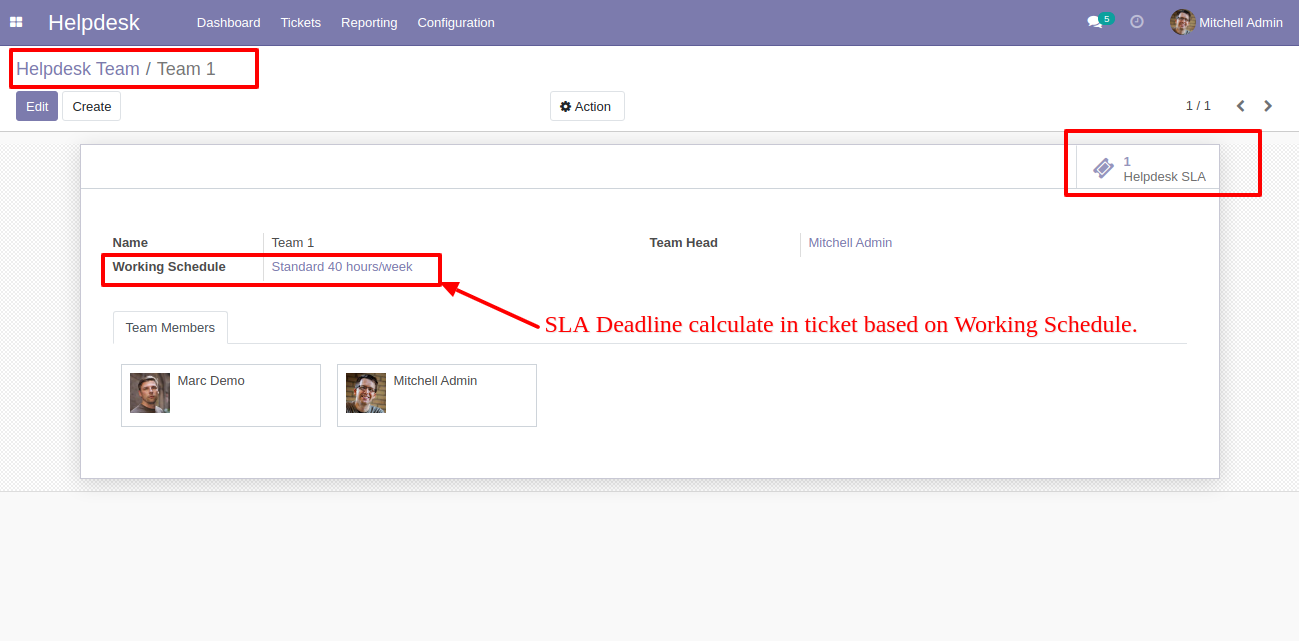 Helpdesk Dashboard Tickets Reporting Configuration 5 Mitchell Admin
Helpdesk Team / Team 1
Edit Create Action 1 / 1
1
Helpdesk SLA
Name Team 1 Team Head Mitchell Admin
Working Schedule Standard 40 hours/week
SLA Deadline calculate in ticket based on Working Schedule.
Team Members
Marc Demo Mitchell Admin